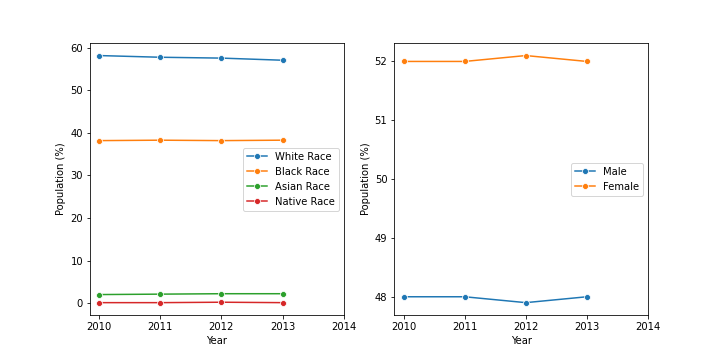 60
50
40
30
20
10
0
Population (%)
White Race
Black Race
Asian Race
Native Race
2010 2011 2012 2013 2014
Year
52
51
50
49
48
Population (%)
Male
Female
2010 2011 2012 2013 2014
Year